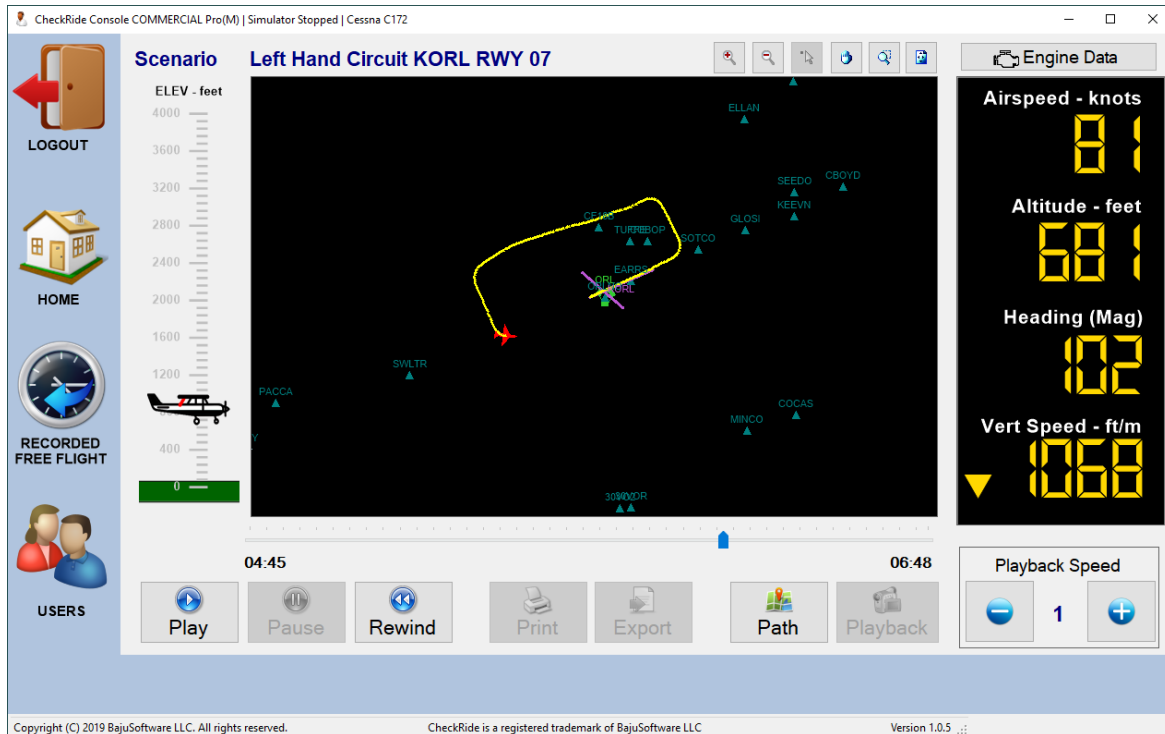 CheckRide Console COMMERCIAL Pro(M) | Simulator Stopped | Cessna C172
LOGOUT
HOME
RECORDED
FREE FLIGHT
USERS
Scenario
Left Hand Circuit KORL RWY 07
ELEV - feet
4000
3600
3200
2800
2400
2000
1600
1200
400
0
ELLAN
SEEDO
CBOYD
KEEVN
GLOSI
SOTCO
EARRS
ORL
SWLTR
PACCA
Y
COCAS
MINCO
04:45
06:48
Play
Pause
Rewind
Print
Export
Path
Playback
Engine Data
Airspeed - knots
81
Altitude - feet
681
Heading (Mag)
102
Vert Speed - ft/m
1068
Playback Speed
1
Copyright (C) 2019 BajuSoftware LLC. All rights reserved.
CheckRide is a registered trademark of BajuSoftware LLC
Version 1.0.5